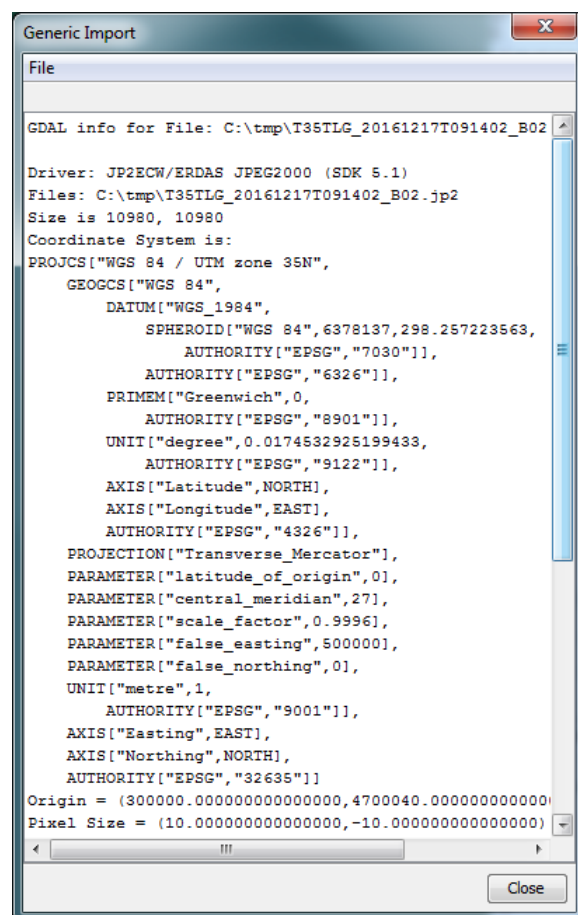 Generic Import
File
GDAL info for File: C:\tmp\T35TLG_20161217T091402_B02
Driver: JP2ECW/ERDAS JPEG2000 (SDK 5.1)
Files: C:\tmp\T35TLG_20161217T091402_B02.jp2
Size is 10980, 10980
Coordinate System is:
PROJCS["WGS 84 / UTM zone 35N",
    GEOGCS["WGS 84",
        DATUM["WGS_1984",
            SPHEROID["WGS 84",6378137,298.257223563,
                AUTHORITY["EPSG","7030"]],
            AUTHORITY["EPSG","6326"]],
        PRIMEM["Greenwich",0,
            AUTHORITY["EPSG","8901"]],
        UNIT["degree",0.0174532925199433,
            AUTHORITY["EPSG","9122"]],
        AXIS["Latitude",NORTH],
        AXIS["Longitude",EAST],
        AUTHORITY["EPSG","4326"]],
    PROJECTION["Transverse_Mercator"],
    PARAMETER["latitude_of_origin",0],
    PARAMETER["central_meridian",27],
    PARAMETER["scale_factor",0.9996],
    PARAMETER["false_easting",500000],
    PARAMETER["false_northing",0],
    UNIT["metre",1,
        AUTHORITY["EPSG","9001"]],
    AXIS["Easting",EAST],
    AXIS["Northing",NORTH],
    AUTHORITY["EPSG","32635"]]
Origin = (300000.000000000000000,4700040.000000000000
Pixel Size = (10.000000000000000,-10.000000000000000)
Close